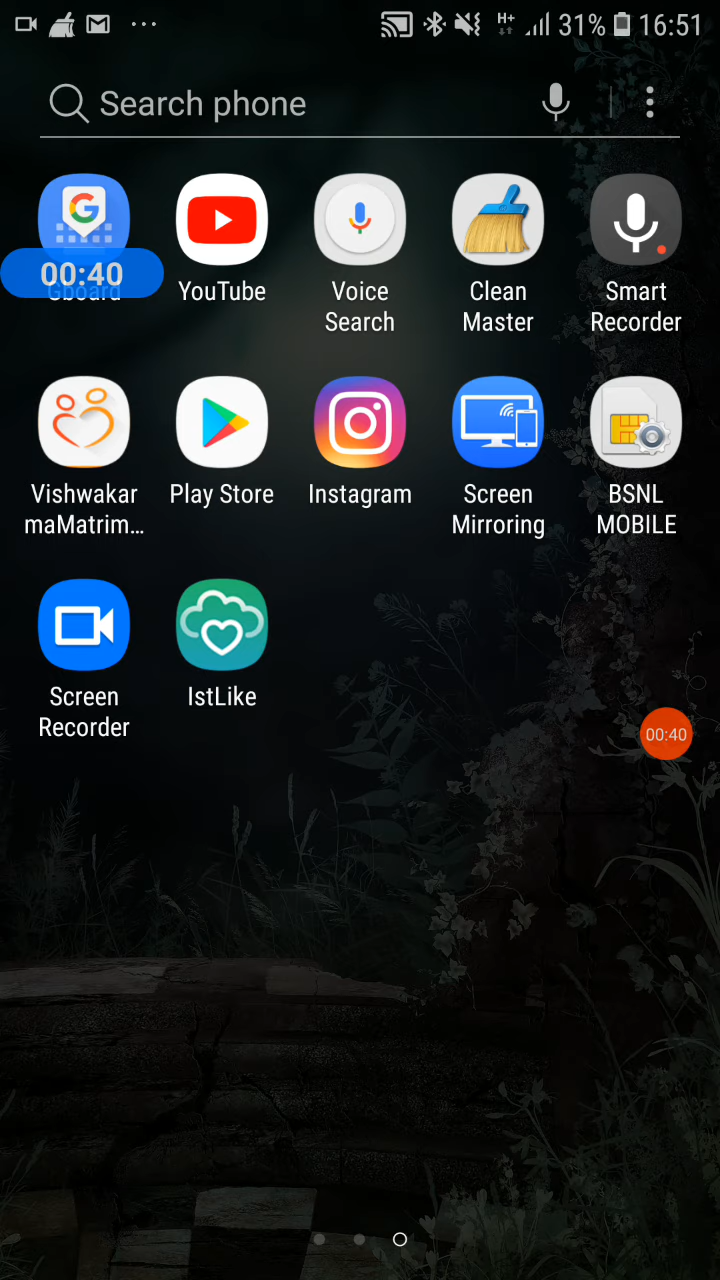 H+ 31% 16:51
Search phone
00:40
Gboard
YouTube
Voice
Search
Clean
Master
Smart
Recorder
Vishwakar
maMatrim...
Play Store
Instagram
Screen
Mirroring
BSNL
MOBILE
Screen
Recorder
IstLike
00:40